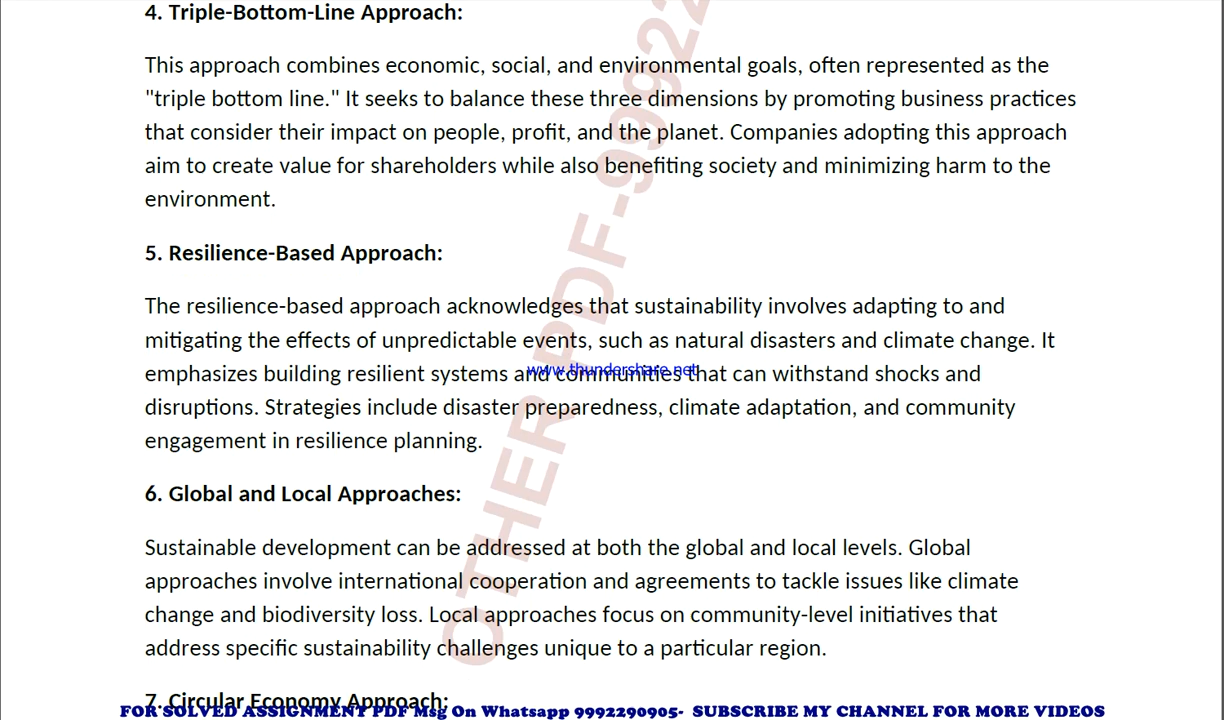 4. Triple-Bottom-Line Approach:
This approach combines economic, social, and environmental goals, often represented as the
"triple bottom line." It seeks to balance these three dimensions by promoting business practices
that consider their impact on people, profit, and the planet. Companies adopting this approach
aim to create value for shareholders while also benefiting society and minimizing harm to the
environment.
5. Resilience-Based Approach:
The resilience-based approach acknowledges that sustainability involves adapting to and
mitigating the effects of unpredictable events, such as natural disasters and climate change. It
emphasizes building resilient systems and communities that can withstand shocks and
www.thundershare.net
disruptions. Strategies include disaster preparedness, climate adaptation, and community
engagement in resilience planning.
6. Global and Local Approaches:
Sustainable development can be addressed at both the global and local levels. Global
approaches involve international cooperation and agreements to tackle issues like climate
change and biodiversity loss. Local approaches focus on community-level initiatives that
address specific sustainability challenges unique to a particular region.
7. Circular Economy Approach:
FOR SOLVED ASSIGNMENT PDF Msg On Whatsapp 9992290905- SUBSCRIBE MY CHANNEL FOR MORE VIDEOS
OTHER PDF-99922